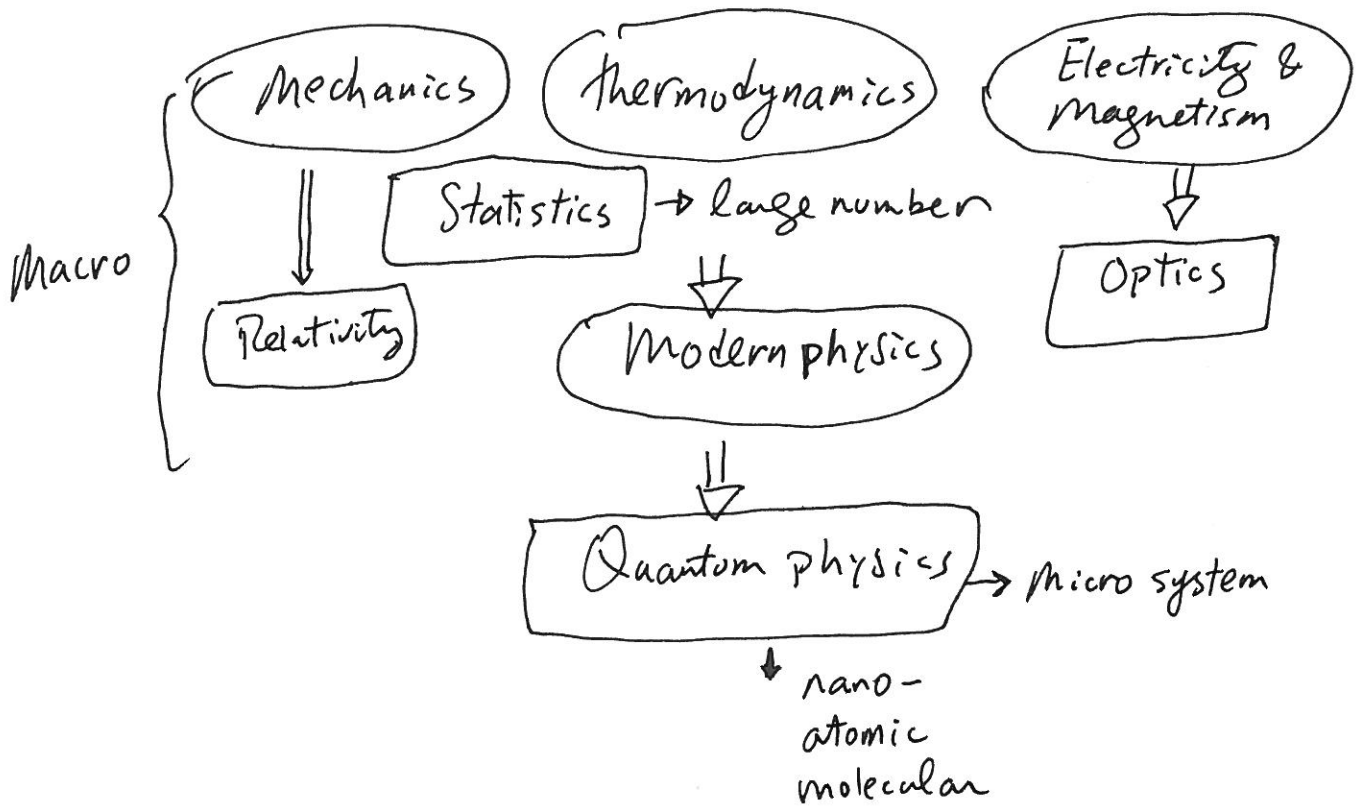 Mechanics
thermodynamics
Electricity &
Magnetism
Statistics → large number
Macro
Relativity
Optics
Modern physics
Quantum physics → Micro system
nano-
atomic
molecular